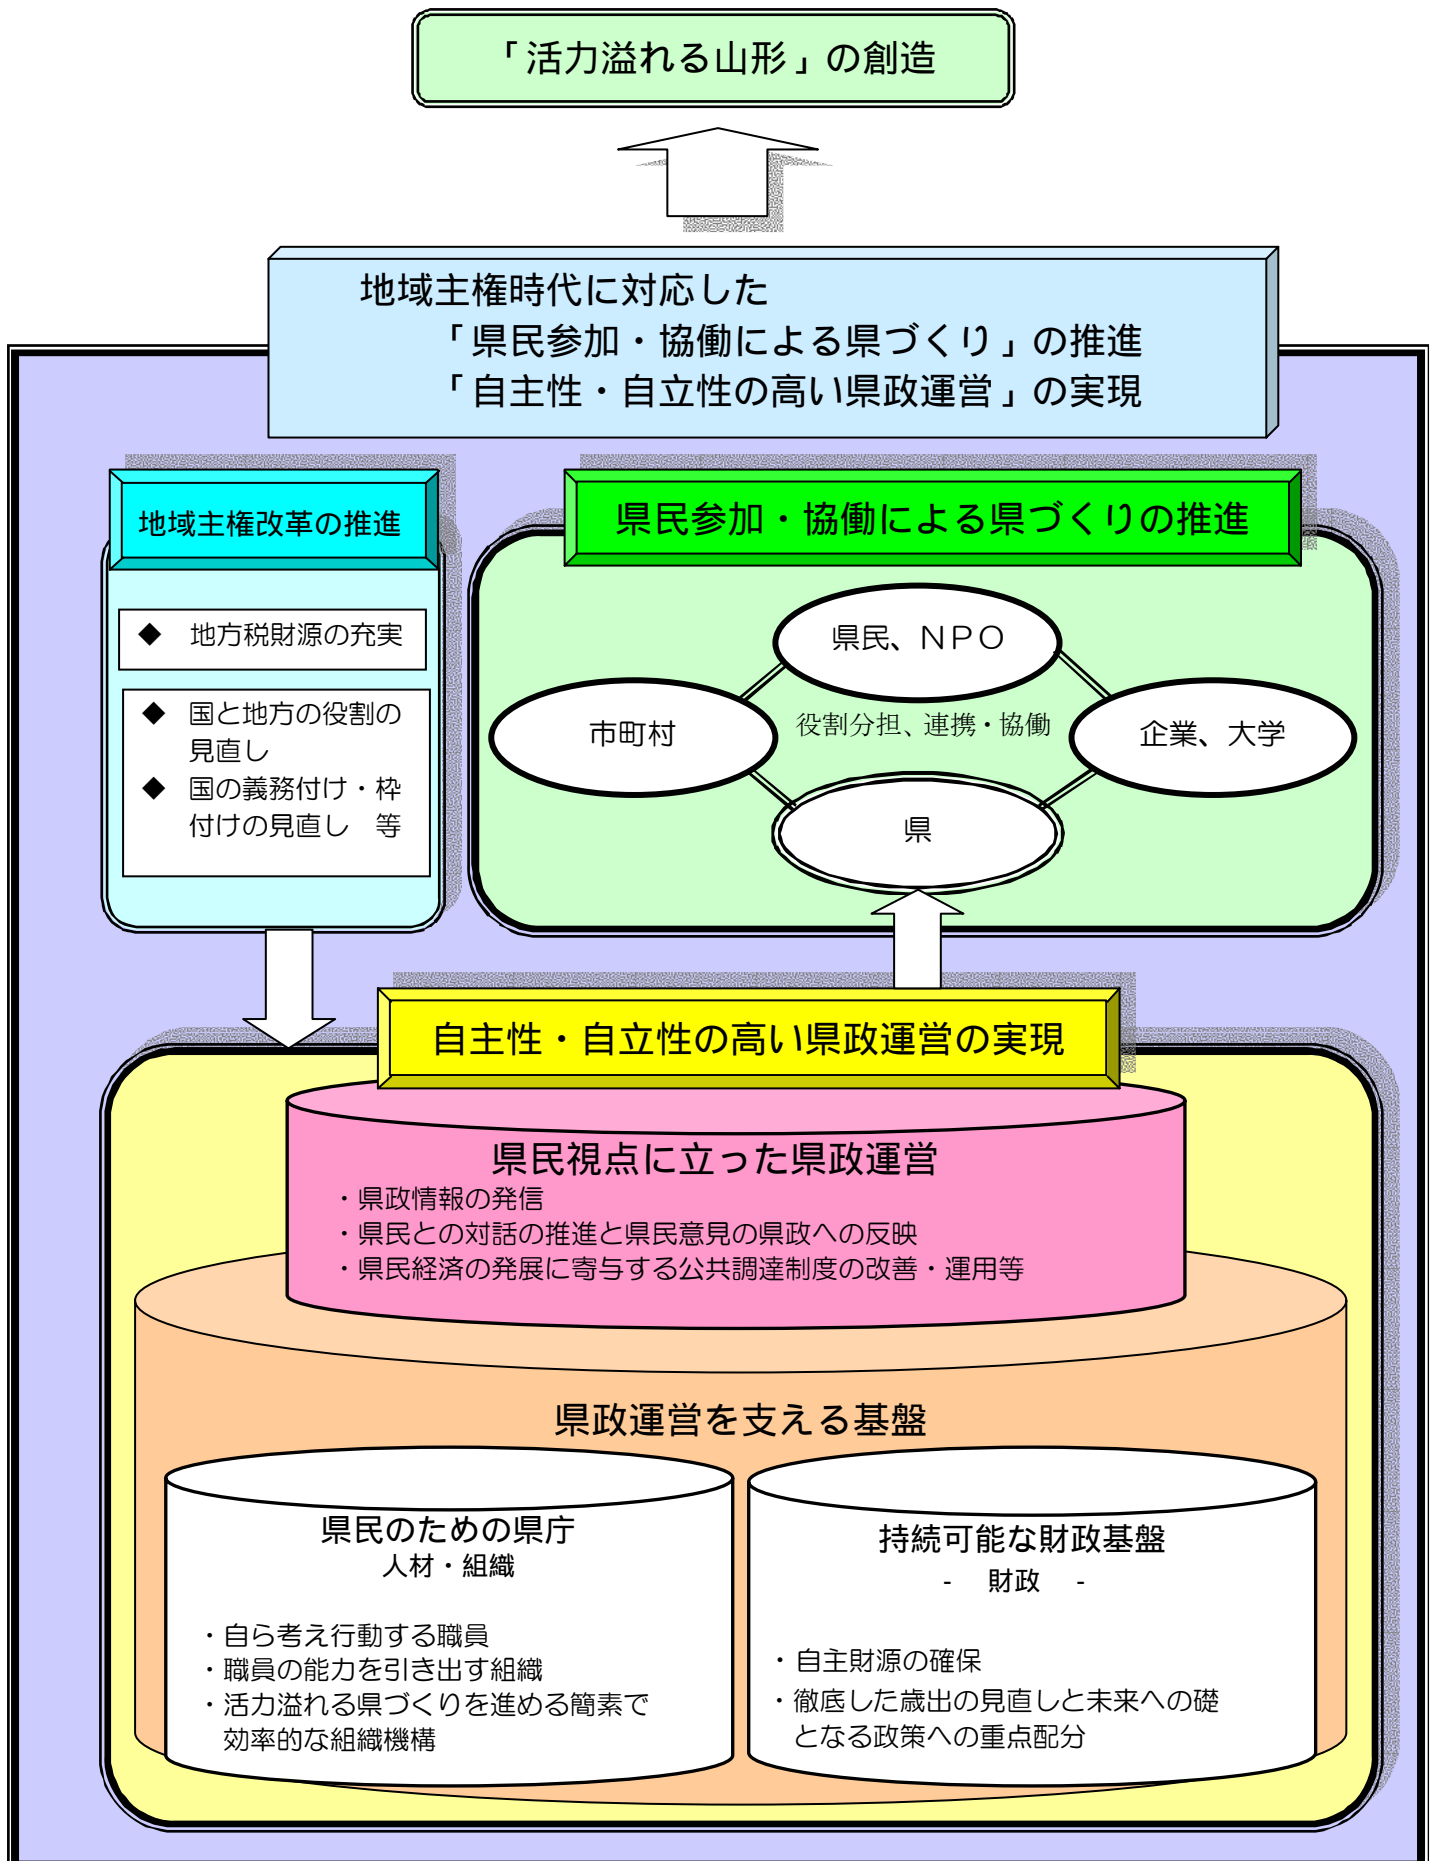 「活力溢れる山形」の創造
地域主権時代に対応した
「県民参加・協働による県づくり」の推進
「自主性・自立性の高い県政運営」の実現
地域主権改革の推進
◆ 地方税財源の充実
◆ 国と地方の役割の
見直し
◆ 国の義務付け・枠
付けの見直し 等
県民参加・協働による県づくりの推進
県民、NPO
市町村
役割分担、連携・協働
企業、大学
県
自主性・自立性の高い県政運営の実現
県民視点に立った県政運営
・県政情報の発信
・県民との対話の推進と県民意見の県政への反映
・県民経済の発展に寄与する公共調達制度の改善・運用等
県政運営を支える基盤
県民のための県庁
人材・組織
・自ら考え行動する職員
・職員の能力を引き出す組織
・活力溢れる県づくりを進める簡素で
効率的な組織機構
持続可能な財政基盤
- 財政 -
・自主財源の確保
・徹底した歳出の見直しと未来への礎
となる政策への重点配分